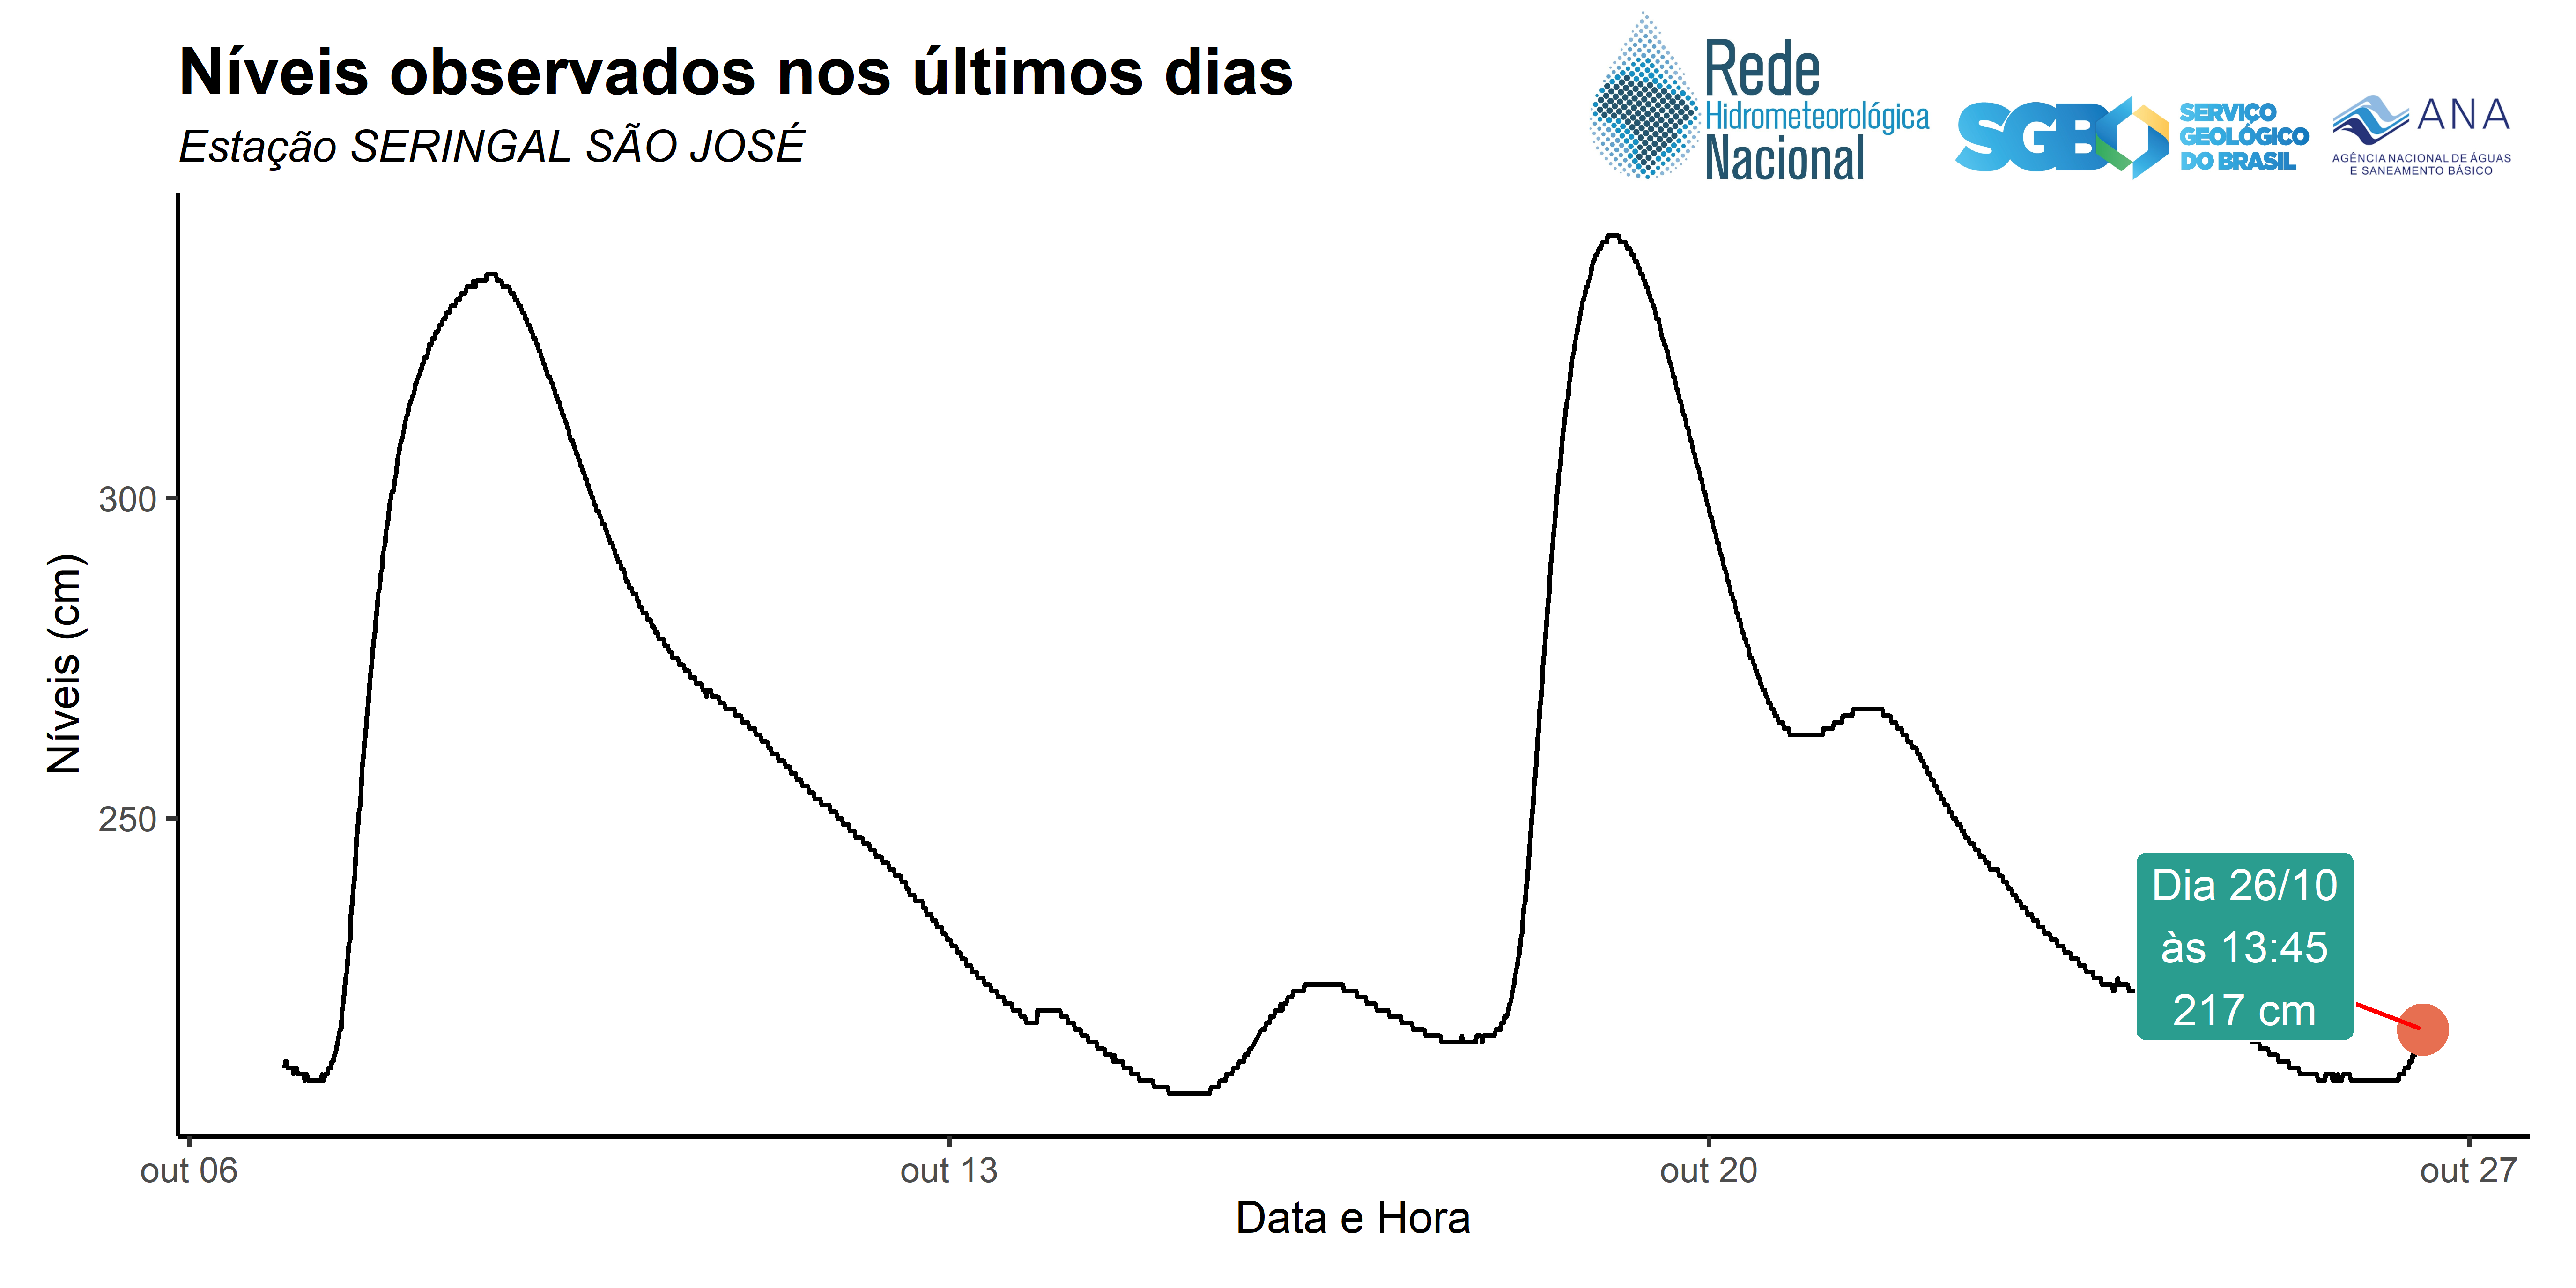 Níveis observados nos últimos dias
Estação SERINGAL SÃO JOSÉ
Rede
Hidrometeorológica
Nacional
SGB
SERVIÇO
GEOLÓGICO
DO BRASIL
ANA
AGÊNCIA NACIONAL DE ÁGUAS
E SANEAMENTO BÁSICO
Níveis (cm)
300
250
Dia 26/10
às 13:45
217 cm
out 06
out 13
out 20
out 27
Data e Hora